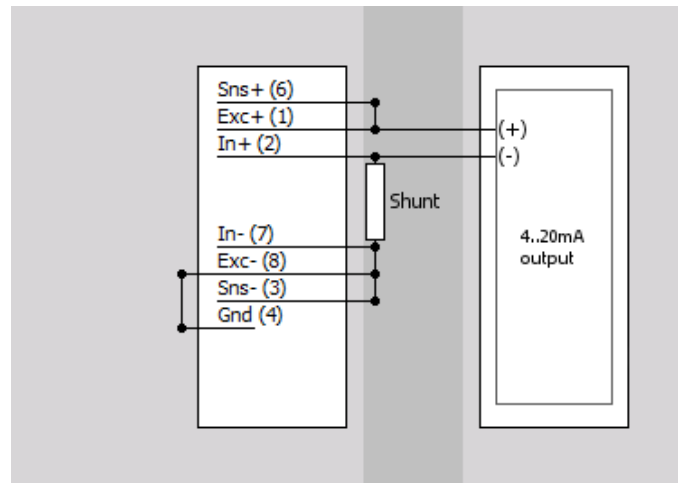 Sns+ (6)
Exc+ (1)
In+ (2)
(+)
(-)
Shunt
In- (7)
Exc- (8)
Sns- (3)
Gnd (4)
4..20mA
output